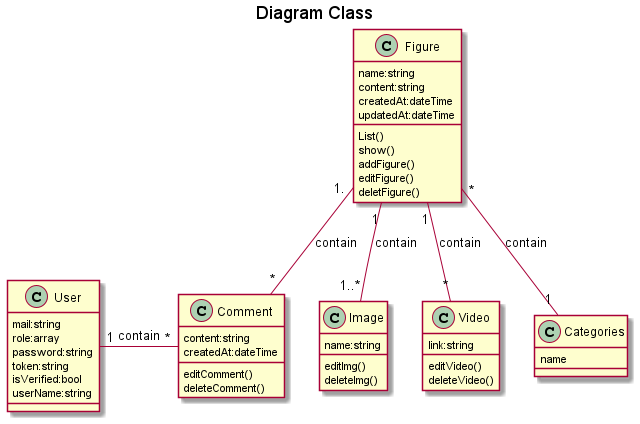 Diagram Class
C Figure
name:string
content:string
createdAt:dateTime
updatedAt:dateTime
List()
show()
addFigure()
editFigure()
deletFigure()
1.
1
1
*
contain
contain
contain
contain
*
1..*
*
1
C User
mail:string
role:array
password:string
token:string
isVerified:bool
userName:string
1 contain *
C Comment
content:string
createdAt:dateTime
editComment()
deleteComment()
C Image
name:string
editImg()
deleteImg()
C Video
link:string
editVideo()
deleteVideo()
C Categories
name